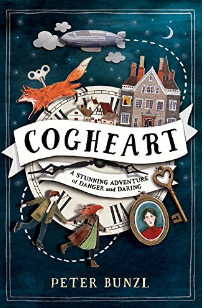 COGHEART
A STUNNING ADVENTURE
of DANGER and DARING
PETER BUNZL